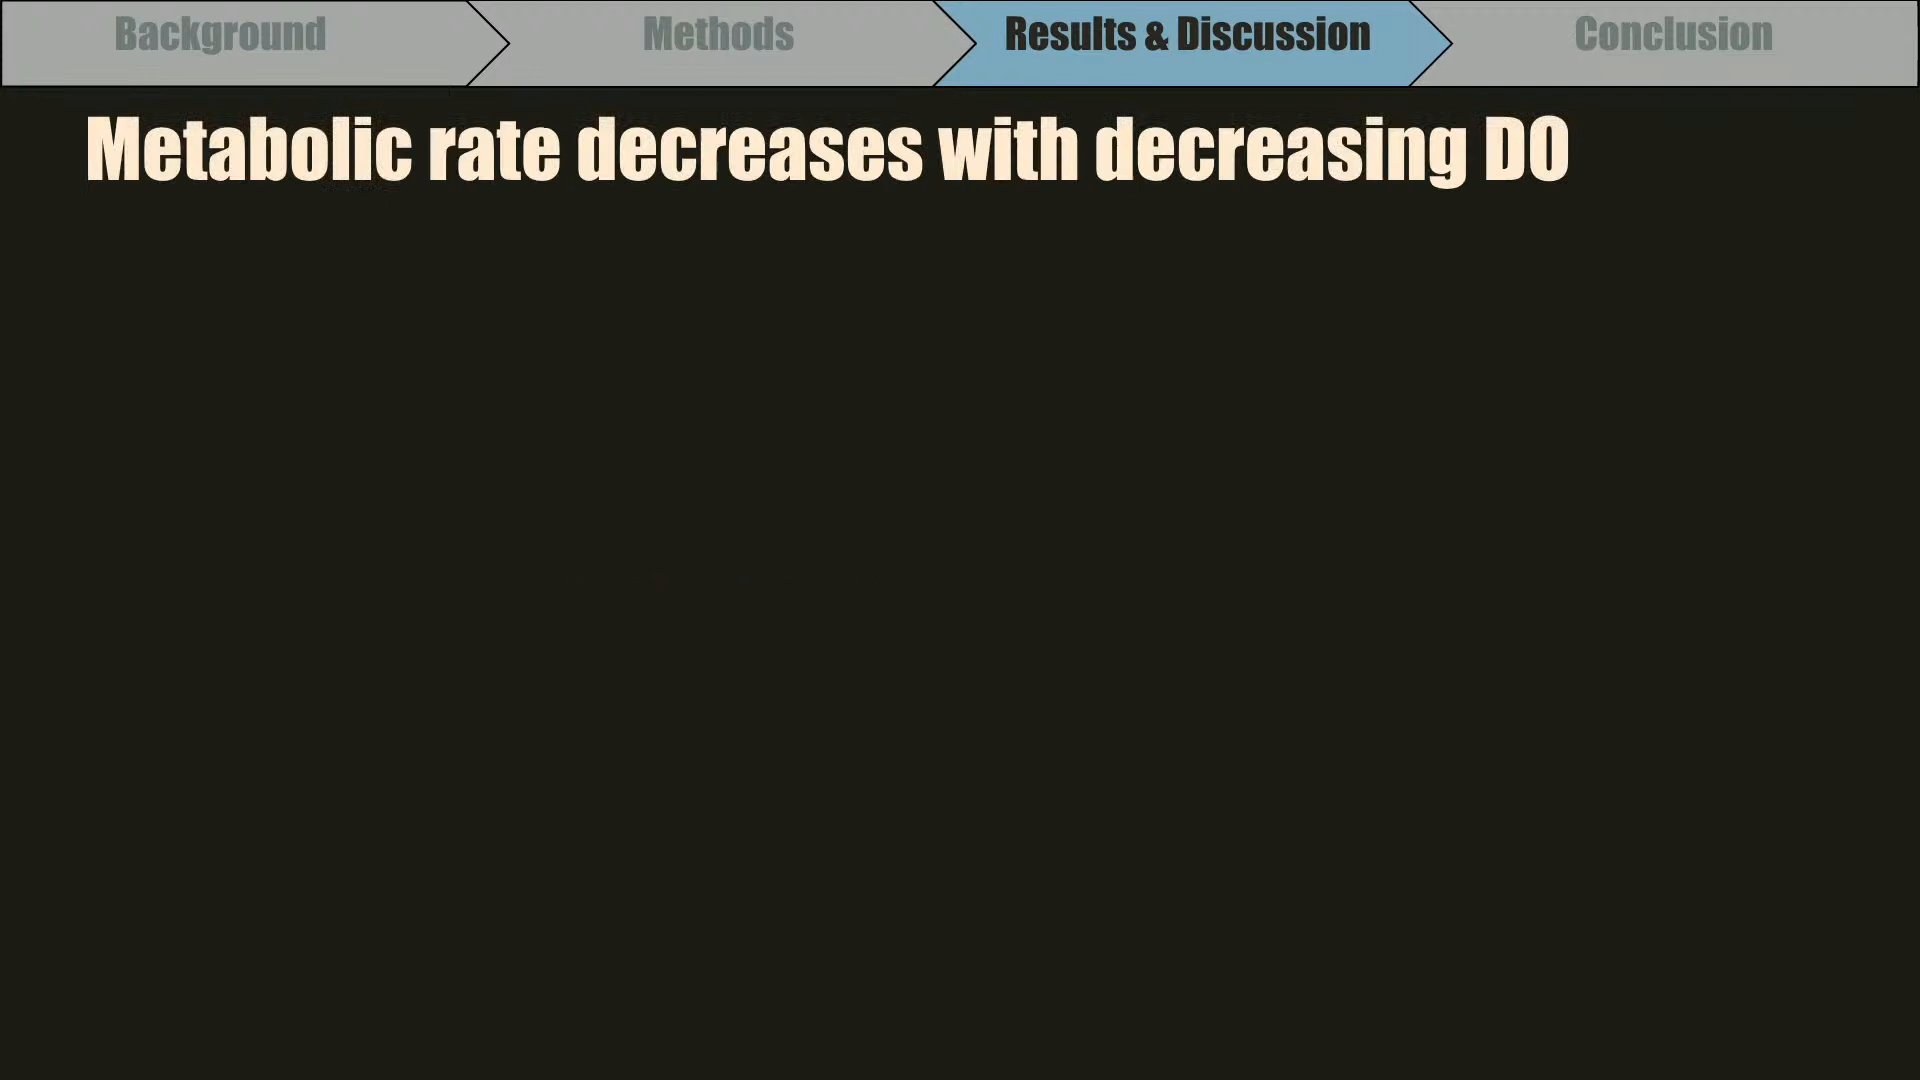 Background Methods Results & Discussion Conclusion
Metabolic rate decreases with decreasing DO